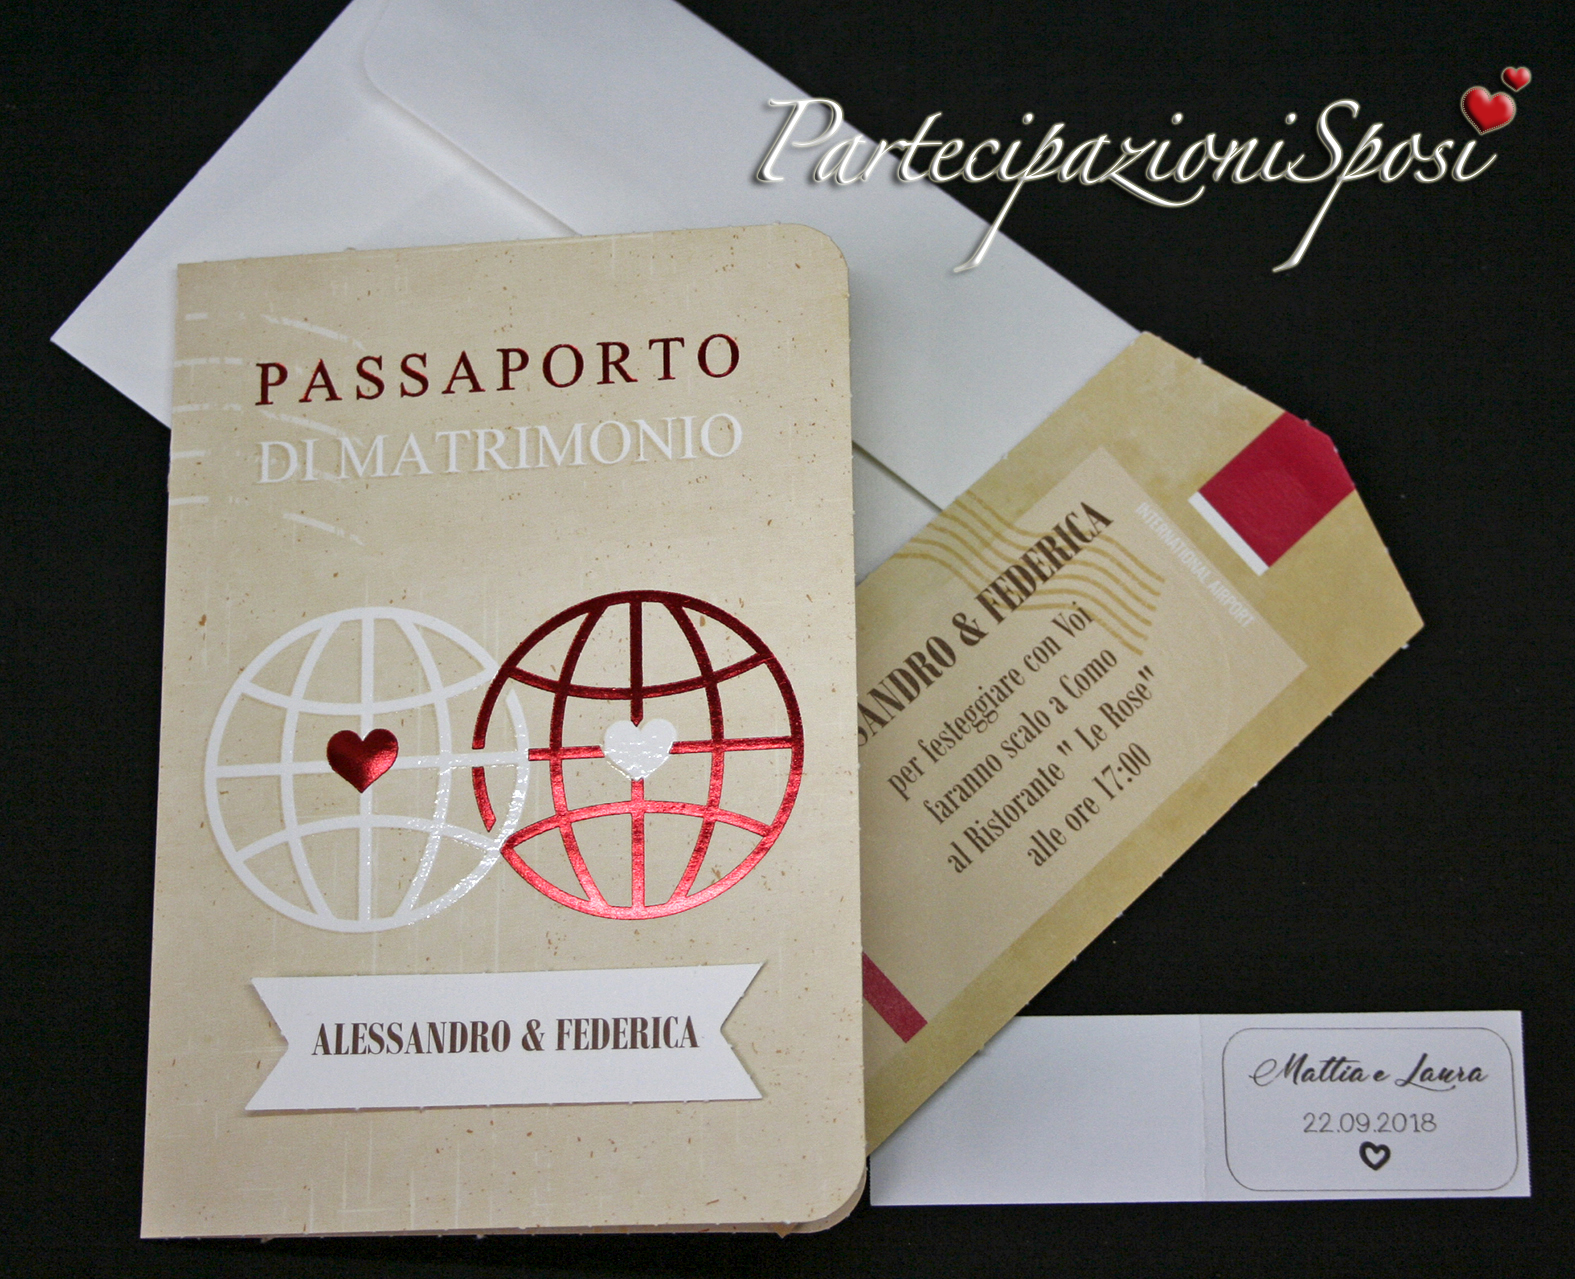 PartecipazioniSposi
PASSAPORTO
DI MATRIMONIO
ALESSANDRO & FEDERICA
INTERNATIONAL AIRPORT
SANDRO & FEDERICA
per festeggiare con Voi
faranno scalo a Como
al Ristorante " Le Rose"
alle ore 17:00
Mattia e Laura
22.09.2018